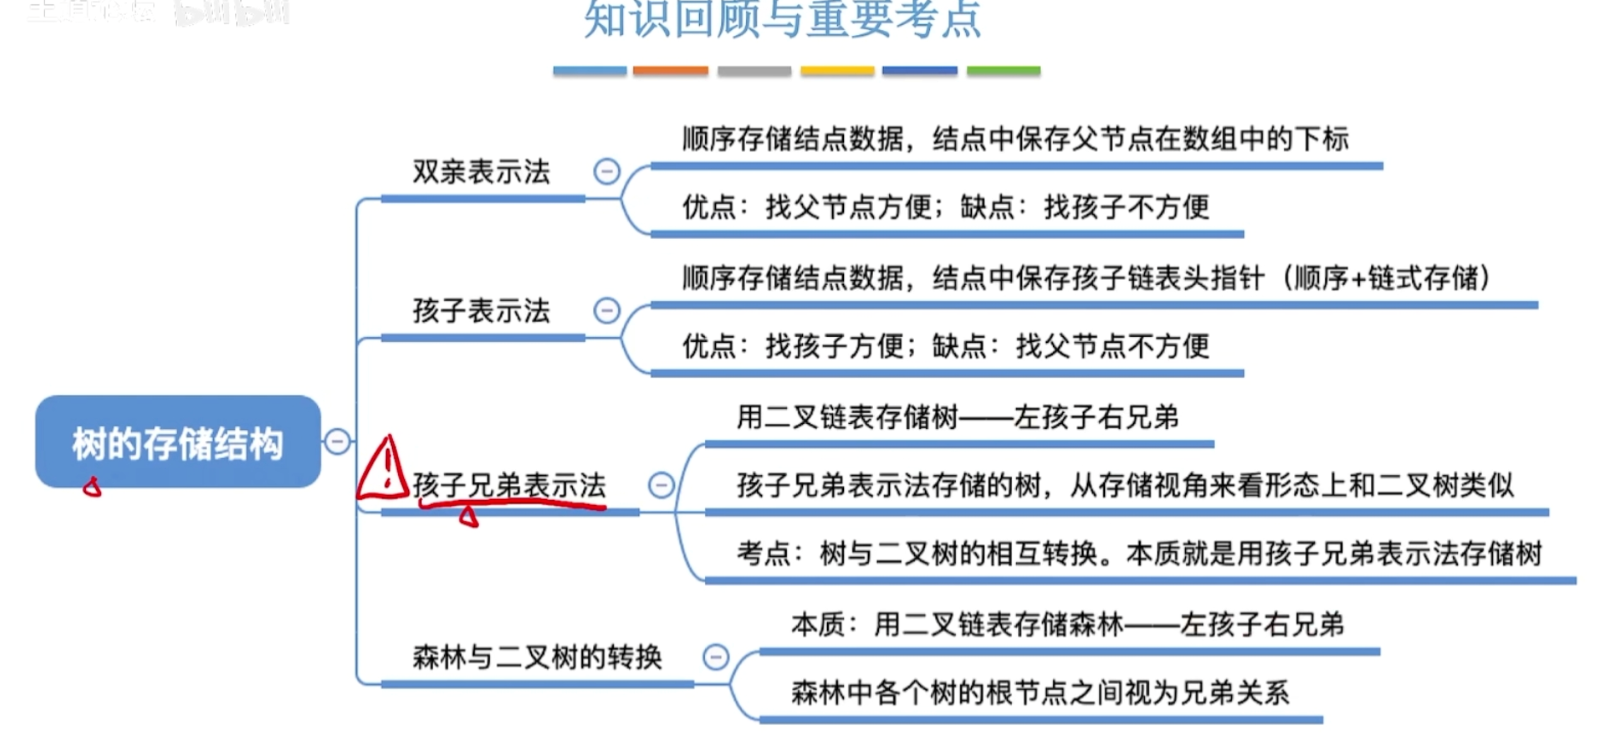 知识回顾与重要考点
顺序存储结点数据，结点中保存父节点在数组中的下标
双亲表示法
优点：找父节点方便；缺点：找孩子不方便
顺序存储结点数据，结点中保存孩子链表头指针（顺序+链式存储）
孩子表示法
优点：找孩子方便；缺点：找父节点不方便
树的存储结构
用二叉链表存储树——左孩子右兄弟
孩子兄弟表示法
孩子兄弟表示法存储的树，从存储视角来看形态上和二叉树类似
考点：树与二叉树的相互转换。本质就是用孩子兄弟表示法存储树
本质：用二叉链表存储森林——左孩子右兄弟
森林与二叉树的转换
森林中各个树的根节点之间视为兄弟关系